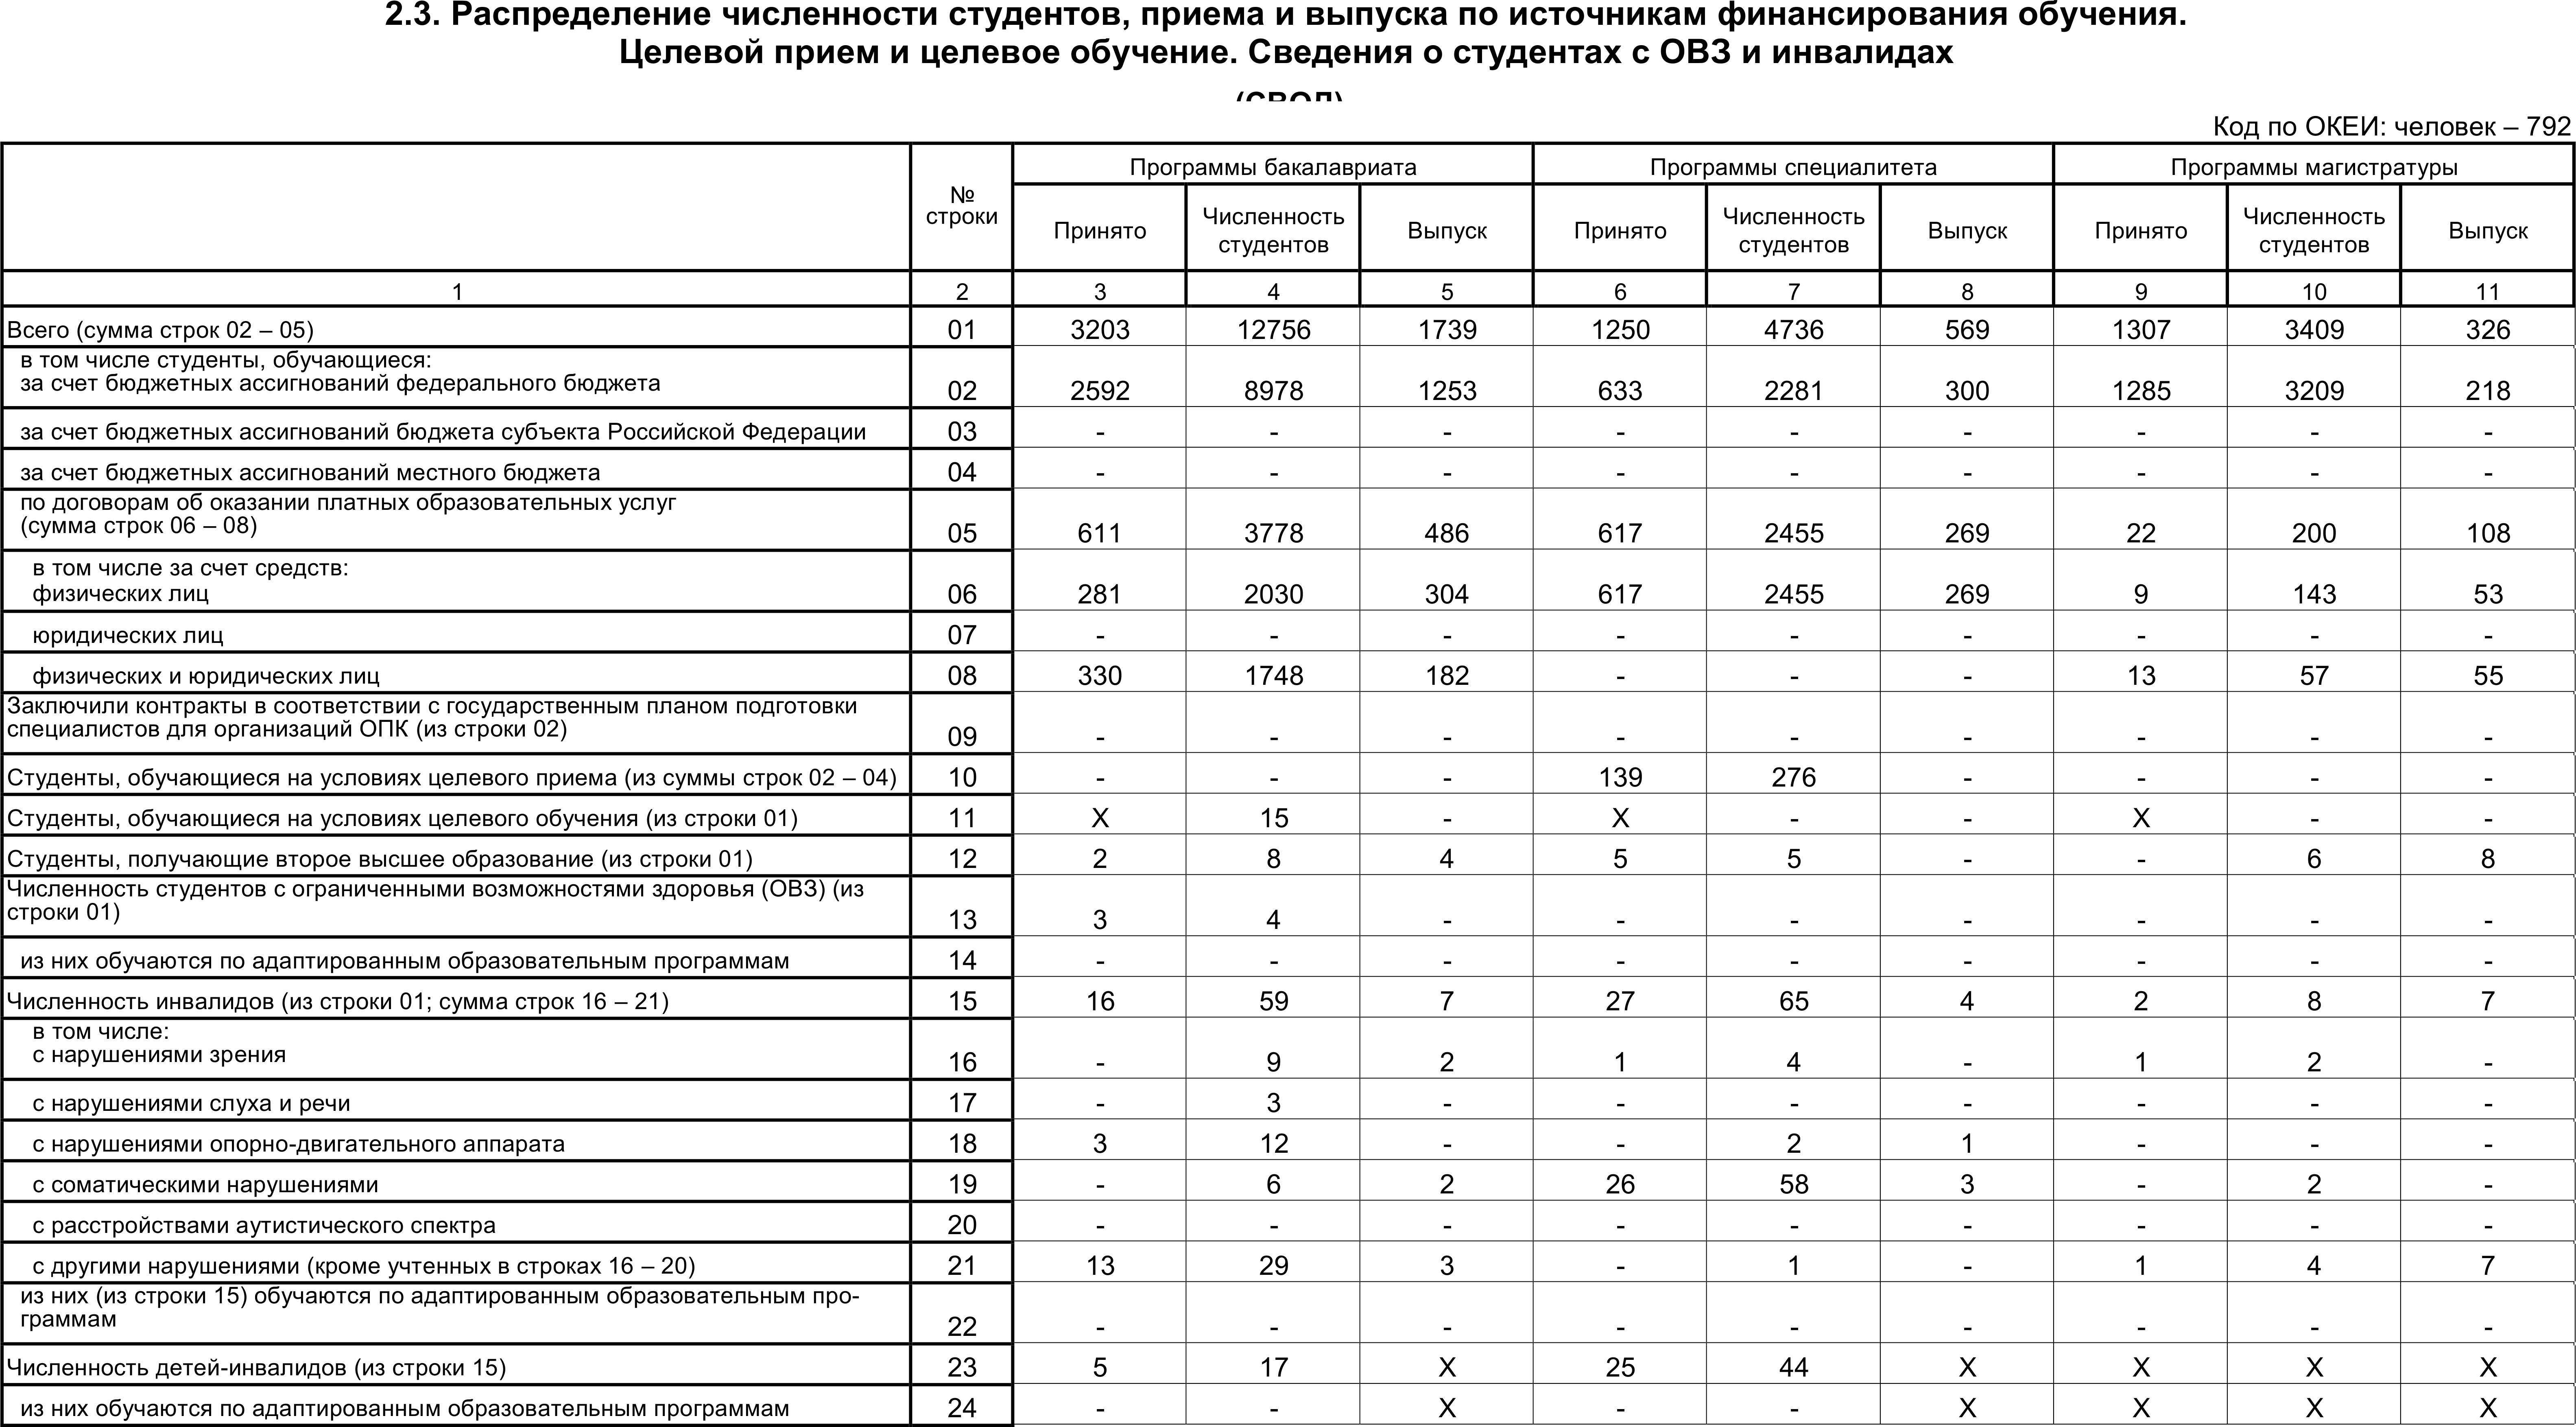 2.3. Распределение численности студентов, приема и выпуска по источникам финансирования обучения.
Целевой прием и целевое обучение. Сведения о студентах с ОВЗ и инвалидах
(СВОД)
Код по ОКЕИ: человек – 792
№ строки Программы бакалавриата Программы специалитета Программы магистратуры
Принято Численность студентов Выпуск Принято Численность студентов Выпуск Принято Численность студентов Выпуск
1 2 3 4 5 6 7 8 9 10 11
Всего (сумма строк 02 – 05) 01 3203 12756 1739 1250 4736 569 1307 3409 326
в том числе студенты, обучающиеся:
за счет бюджетных ассигнований федерального бюджета 02 2592 8978 1253 633 2281 300 1285 3209 218
за счет бюджетных ассигнований бюджета субъекта Российской Федерации 03 - - - - - - - - -
за счет бюджетных ассигнований местного бюджета 04 - - - - - - - - -
по договорам об оказании платных образовательных услуг
(сумма строк 06 – 08) 05 611 3778 486 617 2455 269 22 200 108
в том числе за счет средств:
физических лиц 06 281 2030 304 617 2455 269 9 143 53
юридических лиц 07 - - - - - - - - -
физических и юридических лиц 08 330 1748 182 - - - 13 57 55
Заключили контракты в соответствии с государственным планом подготовки
специалистов для организаций ОПК (из строки 02) 09 - - - - - - - - -
Студенты, обучающиеся на условиях целевого приема (из суммы строк 02 – 04) 10 - - - 139 276 - - - -
Студенты, обучающиеся на условиях целевого обучения (из строки 01) 11 X 15 - X - - X - -
Студенты, получающие второе высшее образование (из строки 01) 12 2 8 4 5 5 - - 6 8
Численность студентов с ограниченными возможностями здоровья (ОВЗ) (из
строки 01) 13 3 4 - - - - - - -
из них обучаются по адаптированным образовательным программам 14 - - - - - - - - -
Численность инвалидов (из строки 01; сумма строк 16 – 21) 15 16 59 7 27 65 4 2 8 7
в том числе:
с нарушениями зрения 16 - 9 2 1 4 - 1 2 -
с нарушениями слуха и речи 17 - 3 - - - - - - -
с нарушениями опорно-двигательного аппарата 18 3 12 - - 2 1 - - -
с соматическими нарушениями 19 - 6 2 26 58 3 - 2 -
с расстройствами аутистического спектра 20 - - - - - - - - -
с другими нарушениями (кроме учтенных в строках 16 – 20) 21 13 29 3 - 1 - 1 4 7
из них (из строки 15) обучаются по адаптированным образовательным про-
граммам 22 - - - - - - - - -
Численность детей-инвалидов (из строки 15) 23 5 17 X 25 44 X X X X
из них обучаются по адаптированным образовательным программам 24 - - X - - X X X X